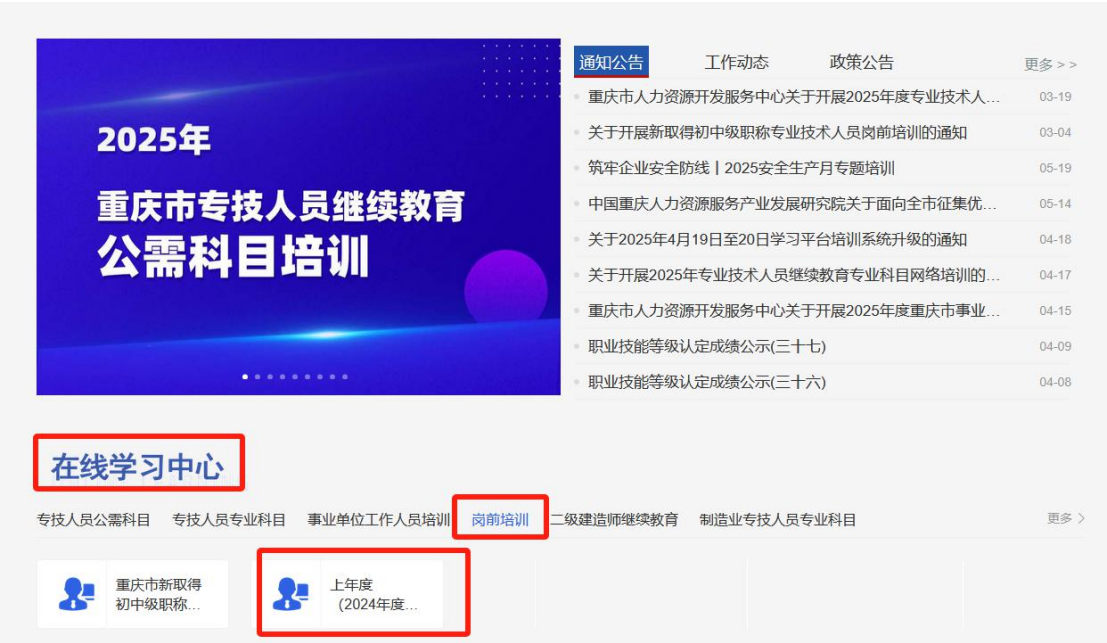 2025年
重庆市专技人员继续教育
公需科目培训
通知公告 工作动态 政策公告 更多 > >
重庆市人力资源开发服务中心关于开展2025年度专业技术人... 03-19
关于开展新取得初中级职称专业技术人员岗前培训的通知 03-04
筑牢企业安全防线丨2025安全生产月专题培训 05-19
中国重庆人力资源服务产业发展研究院关于面向全市征集优... 05-14
关于2025年4月19日至20日学习平台培训系统升级的通知 04-18
关于开展2025年专业技术人员继续教育专业科目网络培训的... 04-17
重庆市人力资源开发服务中心关于开展2025年度重庆市事业... 04-15
职业技能等级认定成绩公示(三十七) 04-09
职业技能等级认定成绩公示(三十六) 04-08
在线学习中心
专技人员公需科目 专技人员专业科目 事业单位工作人员培训 岗前培训 二级建造师继续教育 制造业专技人员专业科目 更多 〉
重庆市新取得
初中级职称...
上年度
（2024年度...